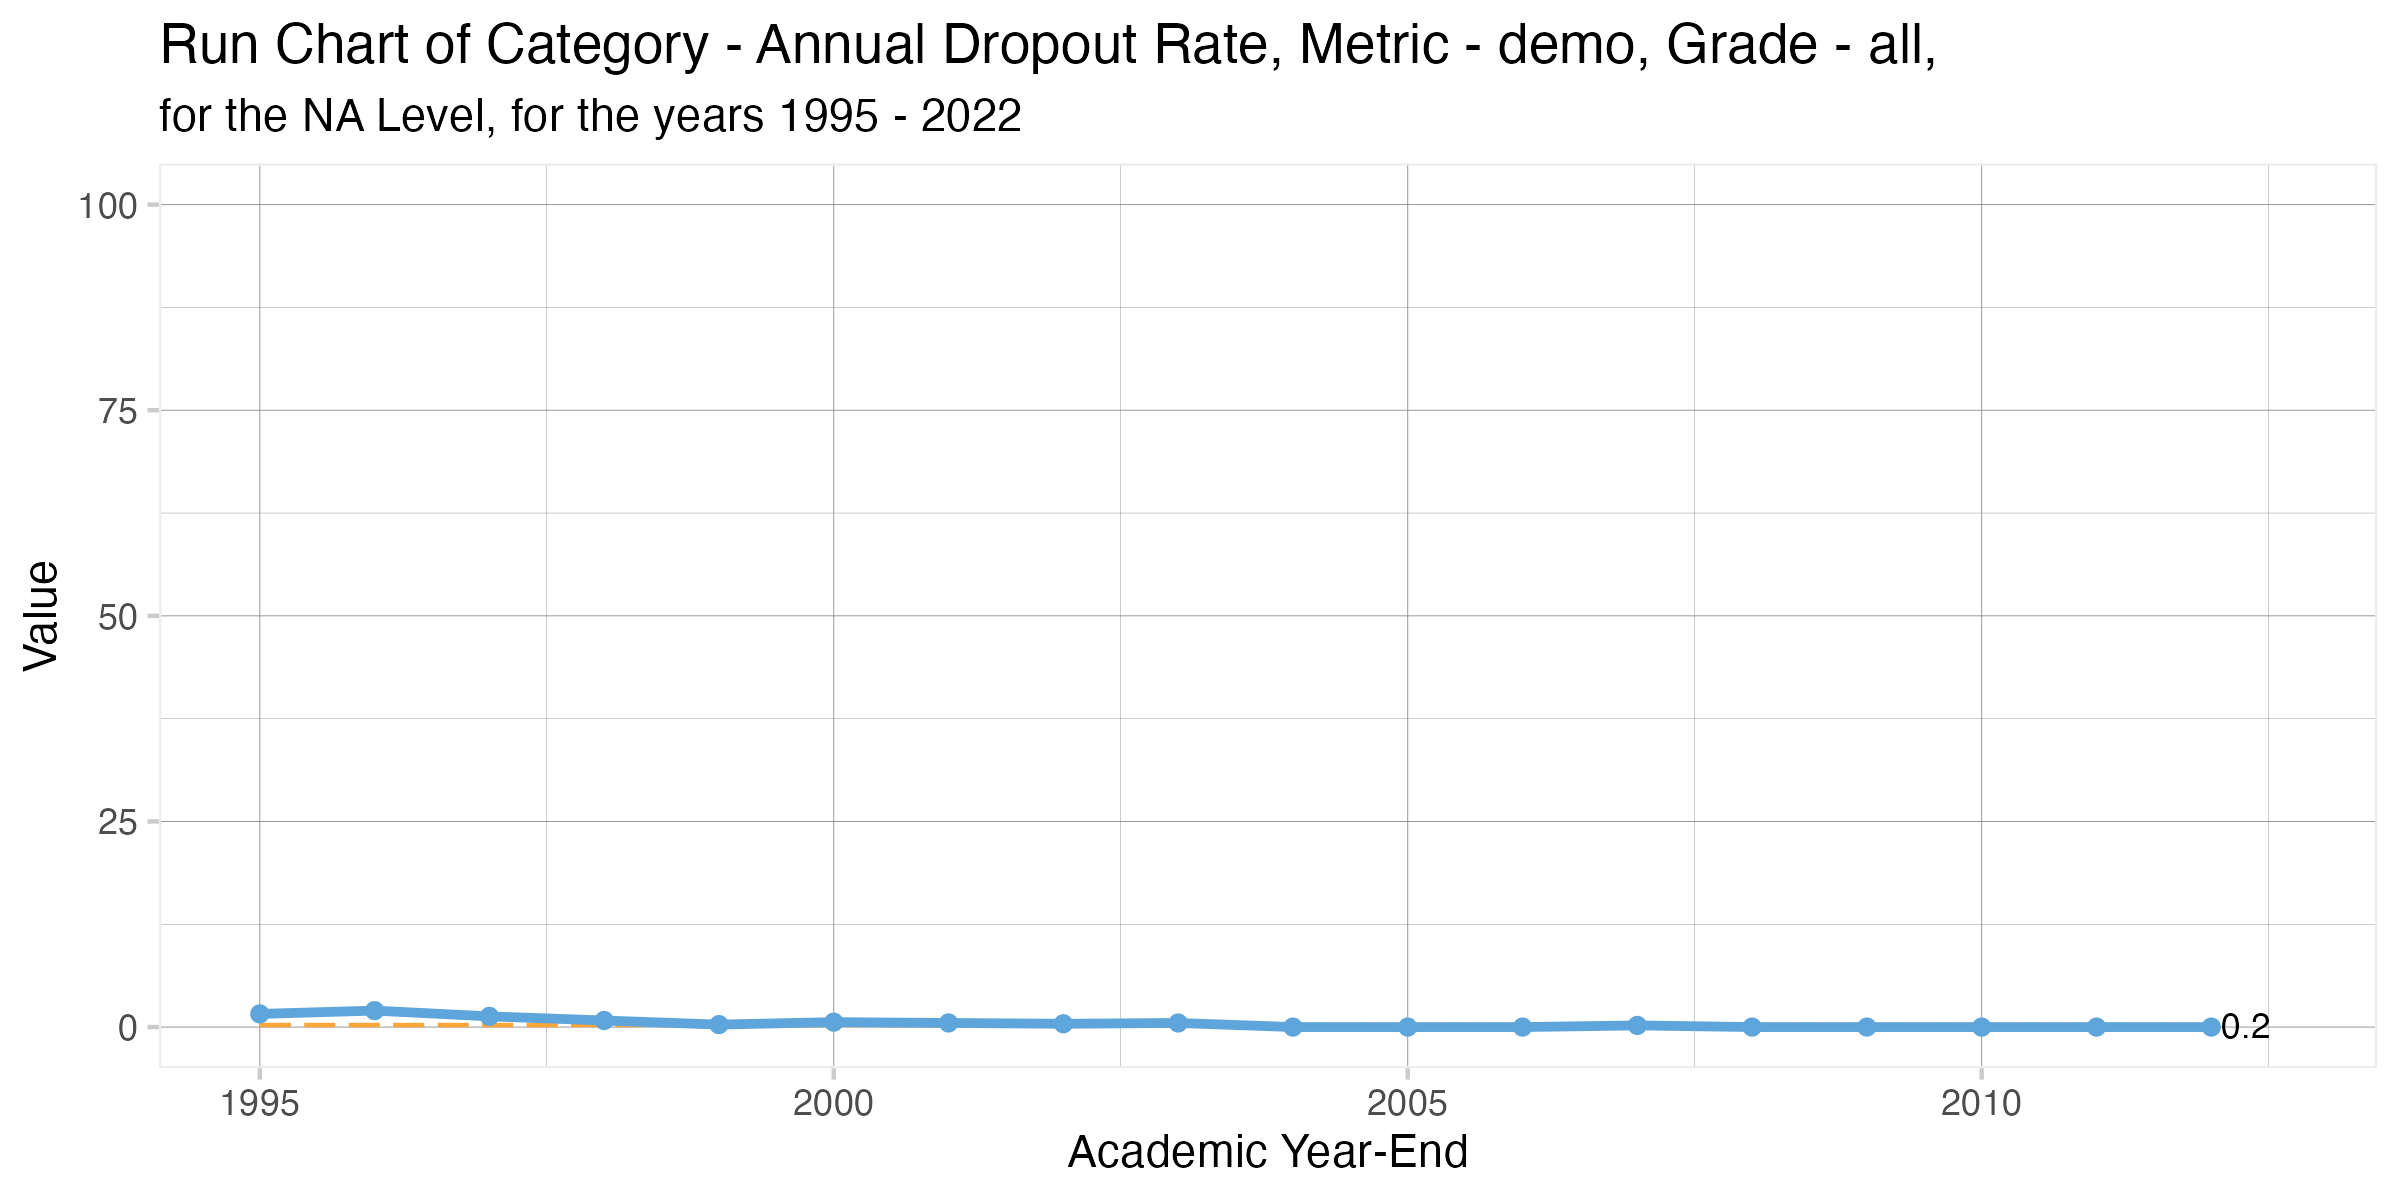 Run Chart of Category - Annual Dropout Rate, Metric - demo, Grade - all,
for the NA Level, for the years 1995 - 2022
100
75
50
25
0
Value
0.2
1995 2000 2005 2010
Academic Year-End